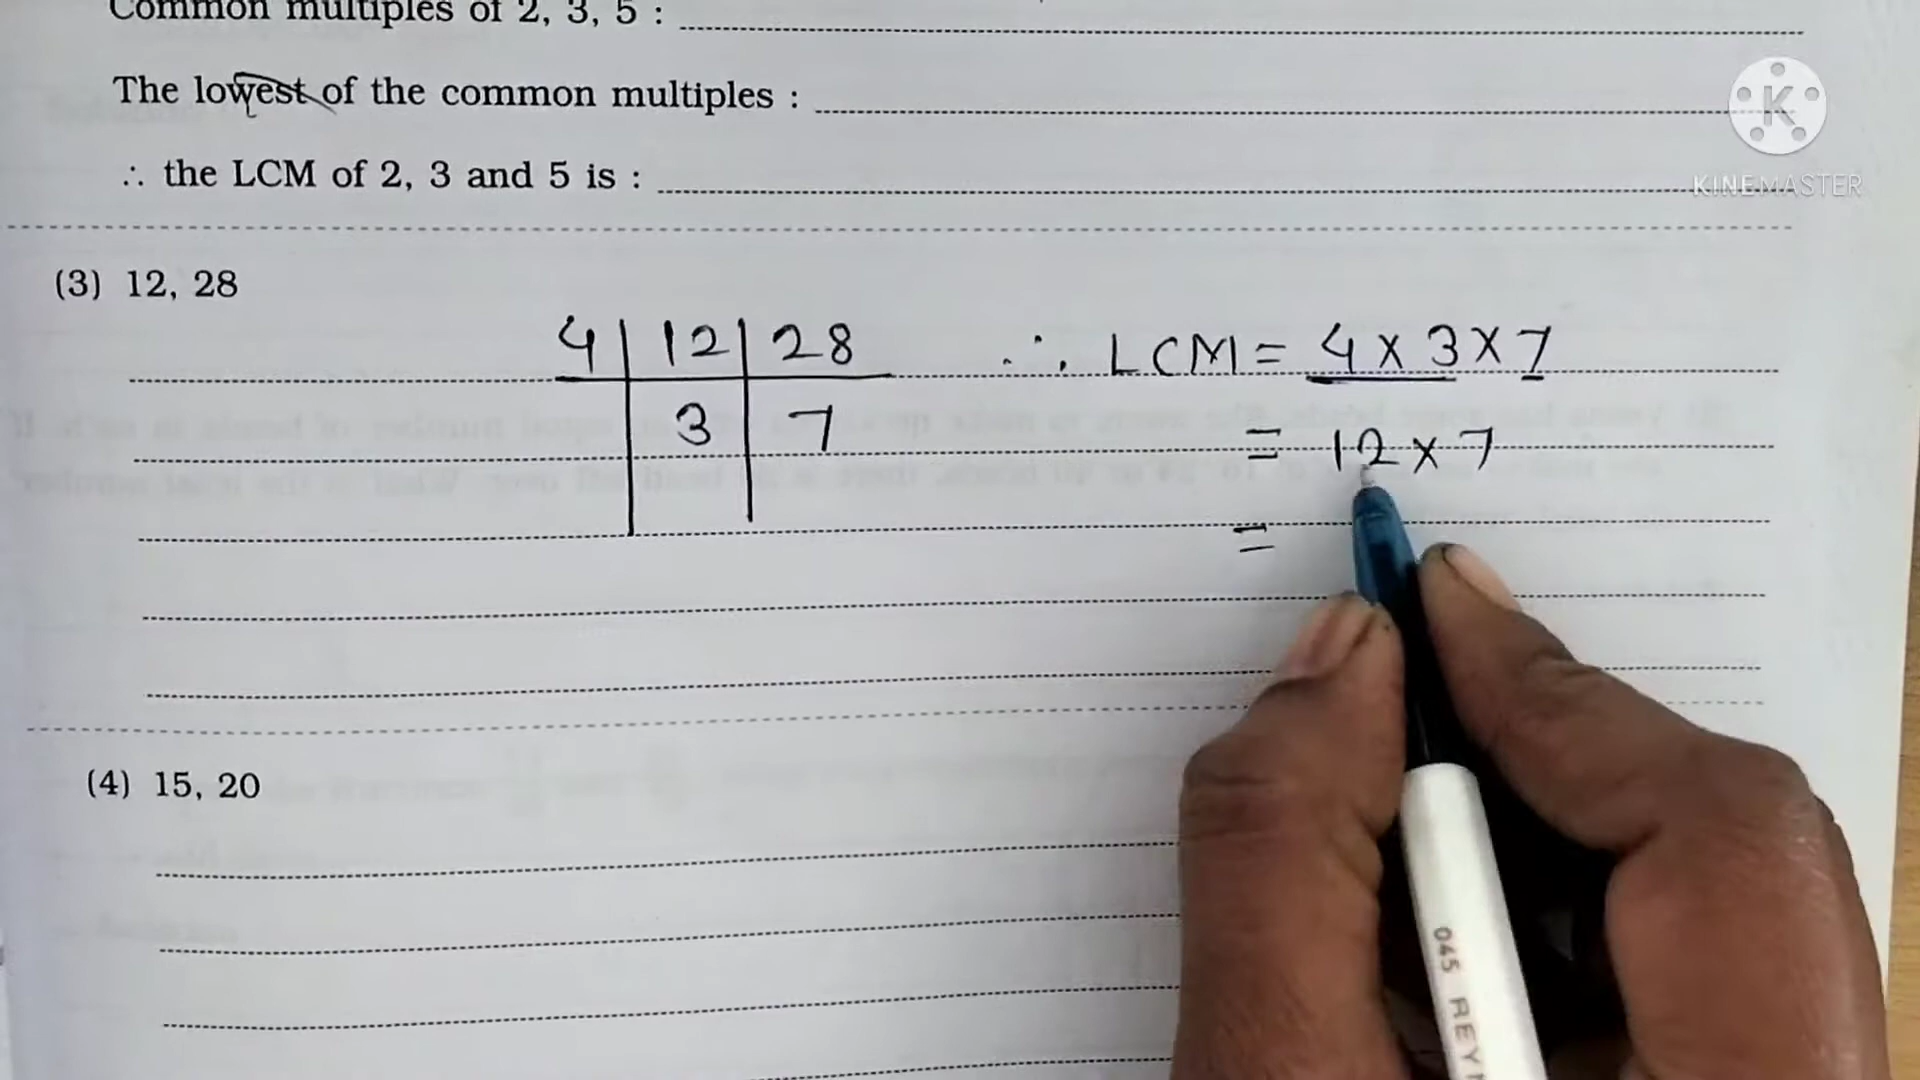 Common multiples of 2, 3, 5 :
The lowest of the common multiples :
∴ the LCM of 2, 3 and 5 is :
K
KINEMASTER
(3) 12, 28
4 | 12 | 28
3 | 7
∴ LCM = 4 × 3 × 7
= 12 × 7
=
(4) 15, 20
045 REYN